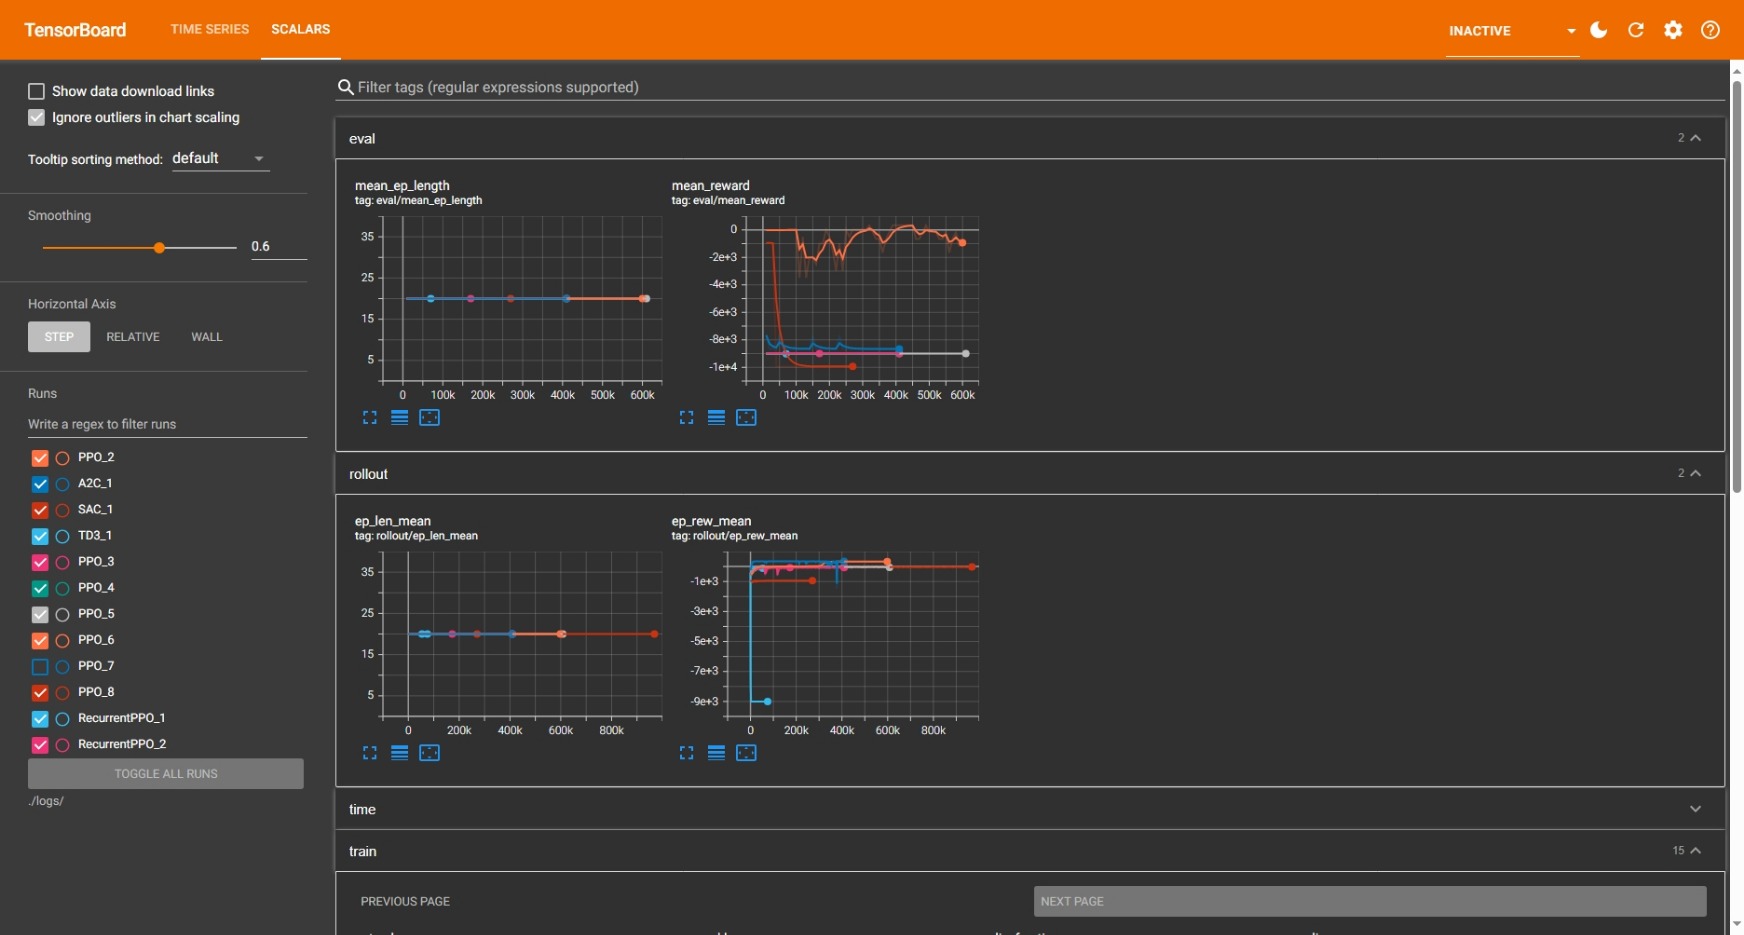 TensorBoard
TIME SERIES
SCALARS
INACTIVE
Show data download links
Ignore outliers in chart scaling
Tooltip sorting method: default
Smoothing
0.6
Horizontal Axis
STEP RELATIVE WALL
Runs
Write a regex to filter runs
PPO_2
A2C_1
SAC_1
TD3_1
PPO_3
PPO_4
PPO_5
PPO_6
PPO_7
PPO_8
RecurrentPPO_1
RecurrentPPO_2
TOGGLE ALL RUNS
./logs/
Filter tags (regular expressions supported)
eval
2
mean_ep_length
tag: eval/mean_ep_length
35
25
15
5
0 100k 200k 300k 400k 500k 600k
mean_reward
tag: eval/mean_reward
0
-2e+3
-4e+3
-6e+3
-8e+3
-1e+4
0 100k 200k 300k 400k 500k 600k
rollout
2
ep_len_mean
tag: rollout/ep_len_mean
35
25
15
5
0 200k 400k 600k 800k
ep_rew_mean
tag: rollout/ep_rew_mean
-1e+3
-3e+3
-5e+3
-7e+3
-9e+3
0 200k 400k 600k 800k
time
train
15
PREVIOUS PAGE
NEXT PAGE